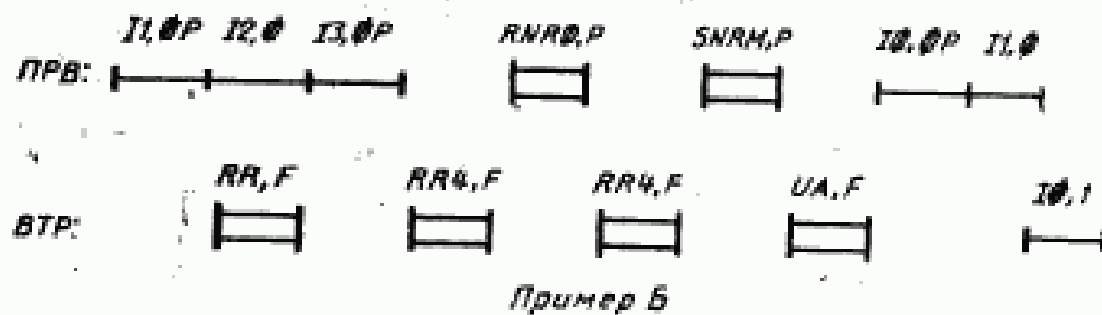 I1,0P I2,0 I3,0P RNR0,P SNRM,P I0.0P I1,0
ПРВ:
RR,F RR4,F RR4,F UA,F I0,1
ВТР:
Пример Б